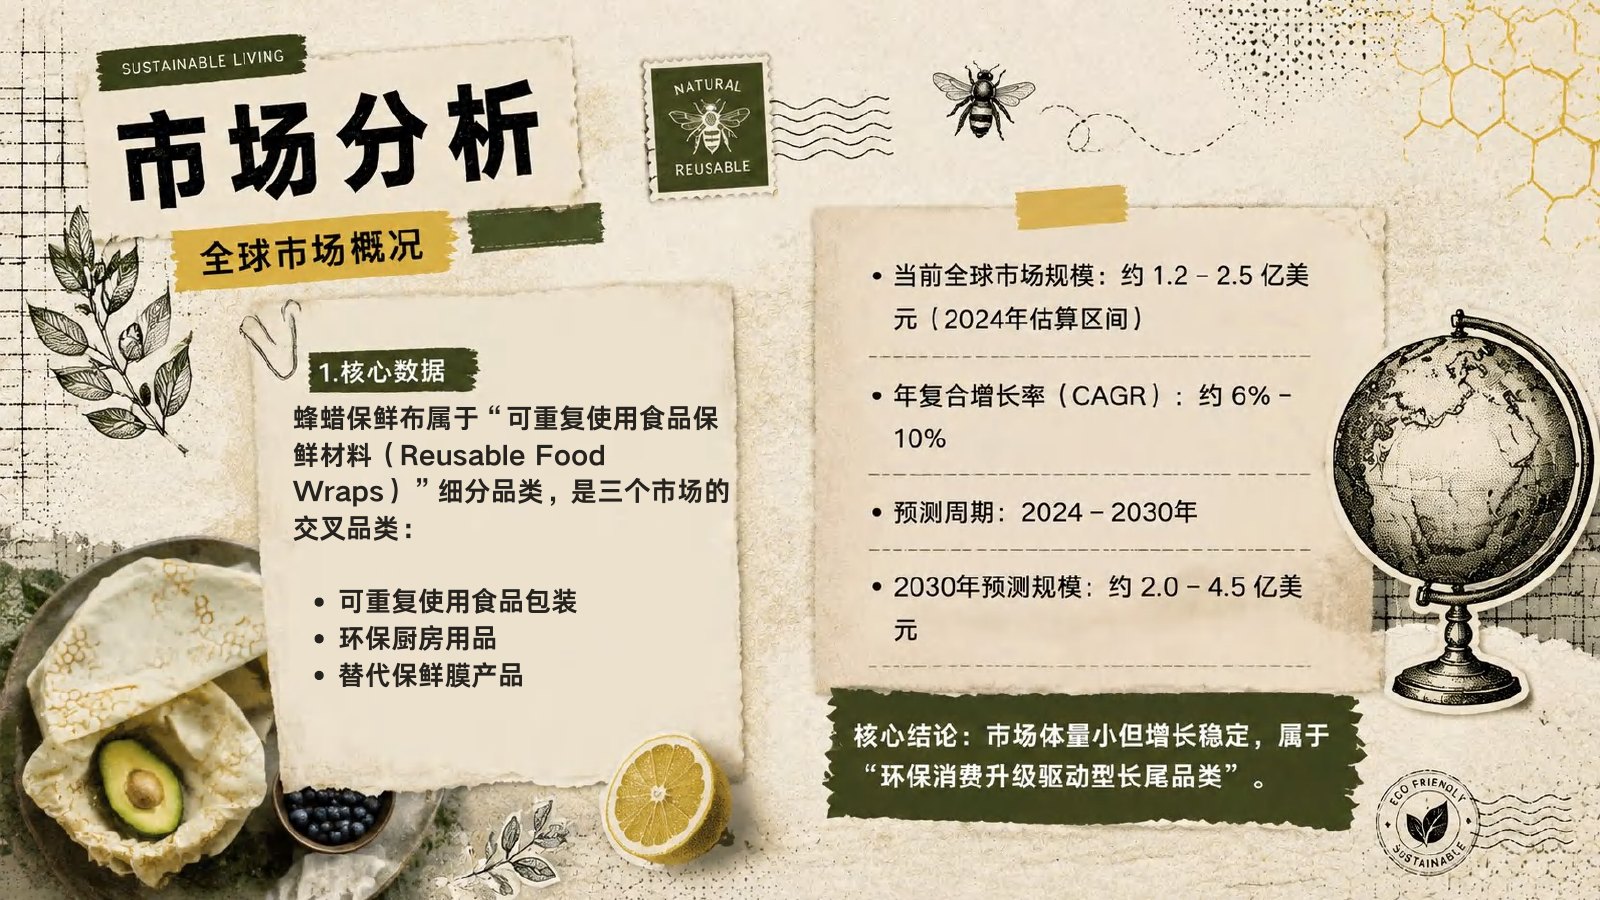 SUSTAINABLE LIVING
市场分析
全球市场概况
NATURAL
REUSABLE
1.核心数据
蜂蜡保鲜布属于“可重复使用食品保
鲜材料（Reusable Food
Wraps）”细分品类，是三个市场的
交叉品类：
• 可重复使用食品包装
• 环保厨房用品
• 替代保鲜膜产品
• 当前全球市场规模：约 1.2 – 2.5 亿美
元（2024年估算区间）
• 年复合增长率（CAGR）：约 6% –
10%
• 预测周期：2024 – 2030年
• 2030年预测规模：约 2.0 – 4.5 亿美
元
核心结论：市场体量小但增长稳定，属于
“环保消费升级驱动型长尾品类”。
ECO FRIENDLY
SUSTAINABLE